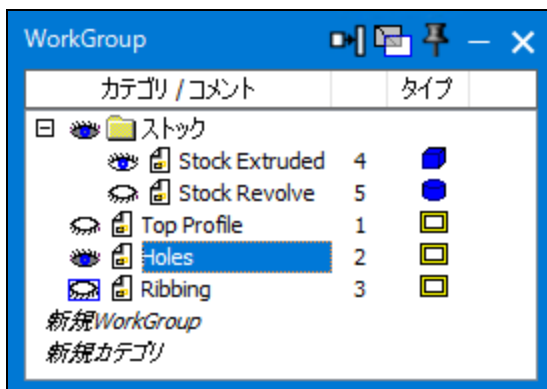 WorkGroup
カテゴリ / コメント タイプ
ストック
Stock Extruded 4
Stock Revolve 5
Top Profile 1
Holes 2
Ribbing 3
新規WorkGroup
新規カテゴリ